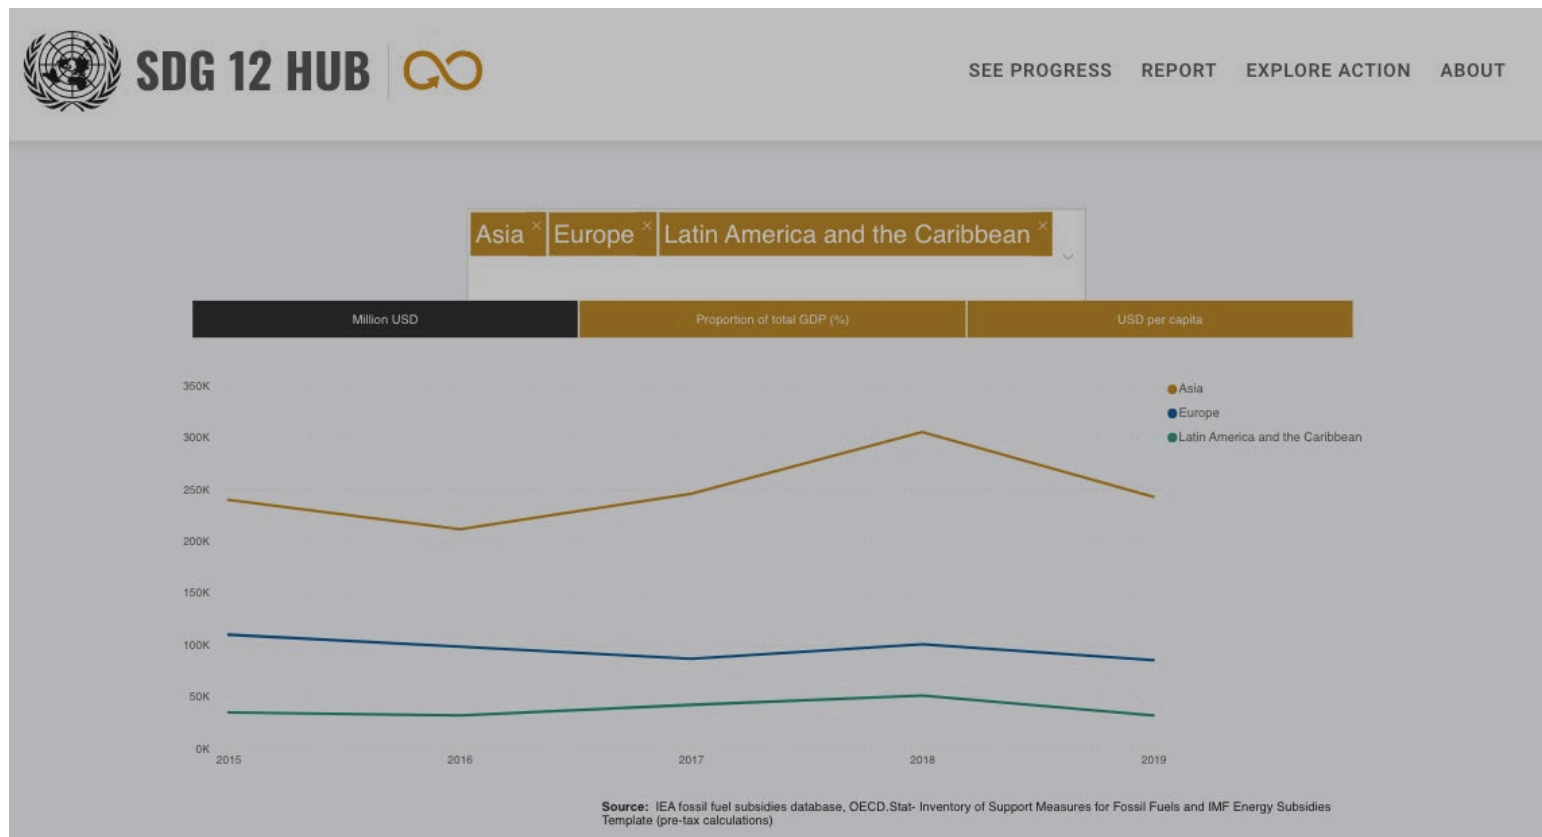 SDG 12 HUB
SEE PROGRESS REPORT EXPLORE ACTION ABOUT
Asia × Europe × Latin America and the Caribbean ×
Million USD Proportion of total GDP (%) USD per capita
350K
300K
250K
200K
150K
100K
50K
0K
2015 2016 2017 2018 2019
Asia
Europe
Latin America and the Caribbean
Source: IEA fossil fuel subsidies database, OECD.Stat- Inventory of Support Measures for Fossil Fuels and IMF Energy Subsidies
Template (pre-tax calculations)